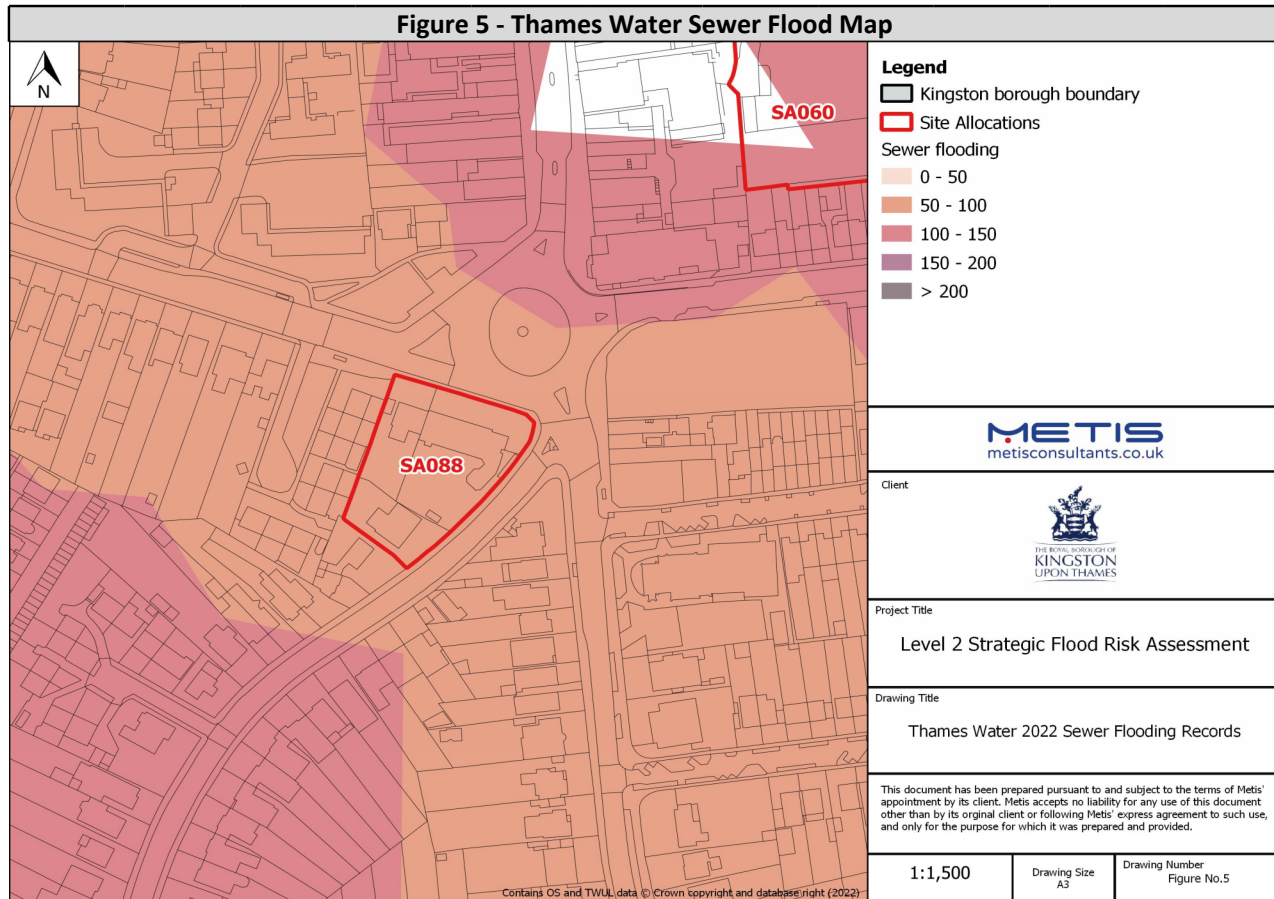 Figure 5 - Thames Water Sewer Flood Map
N
SA060
SA088
Contains OS and TWUL data © Crown copyright and database right (2022)
Legend
Kingston borough boundary
Site Allocations
Sewer flooding
0 - 50
50 - 100
100 - 150
150 - 200
> 200
METIS
metisconsultants.co.uk
Client
THE ROYAL BOROUGH OF
KINGSTON
UPON THAMES
Project Title
Level 2 Strategic Flood Risk Assessment
Drawing Title
Thames Water 2022 Sewer Flooding Records
This document has been prepared pursuant to and subject to the terms of Metis'
appointment by its client. Metis accepts no liability for any use of this document
other than by its orginal client or following Metis' express agreement to such use,
and only for the purpose for which it was prepared and provided.
1:1,500
Drawing Size
A3
Drawing Number
Figure No.5